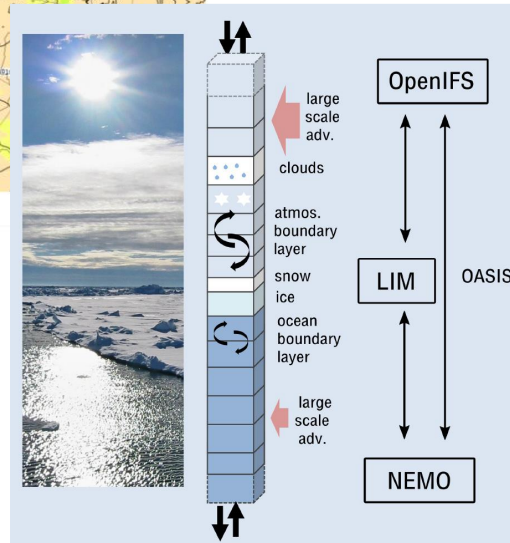 large
scale
adv.
clouds
atmos.
boundary
layer
snow
ice
ocean
boundary
layer
large
scale
adv.
OpenIFS
LIM
OASIS
NEMO